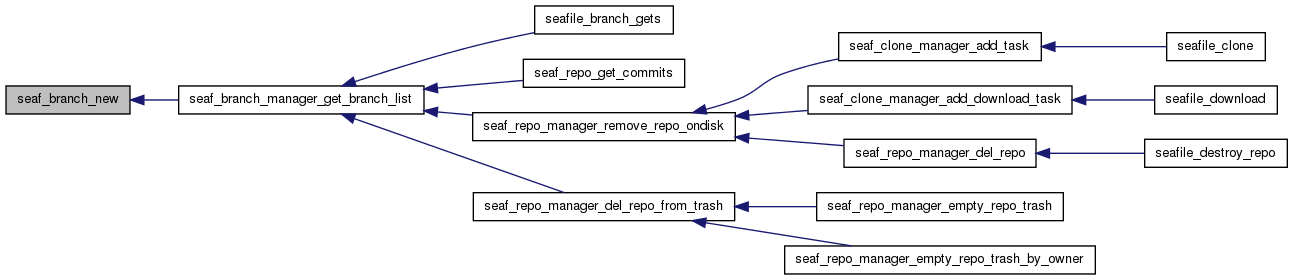 seafile_branch_gets
seaf_clone_manager_add_task
seafile_clone
seaf_repo_get_commits
seaf_branch_new
seaf_branch_manager_get_branch_list
seaf_clone_manager_add_download_task
seafile_download
seaf_repo_manager_remove_repo_ondisk
seaf_repo_manager_del_repo
seafile_destroy_repo
seaf_repo_manager_del_repo_from_trash
seaf_repo_manager_empty_repo_trash
seaf_repo_manager_empty_repo_trash_by_owner